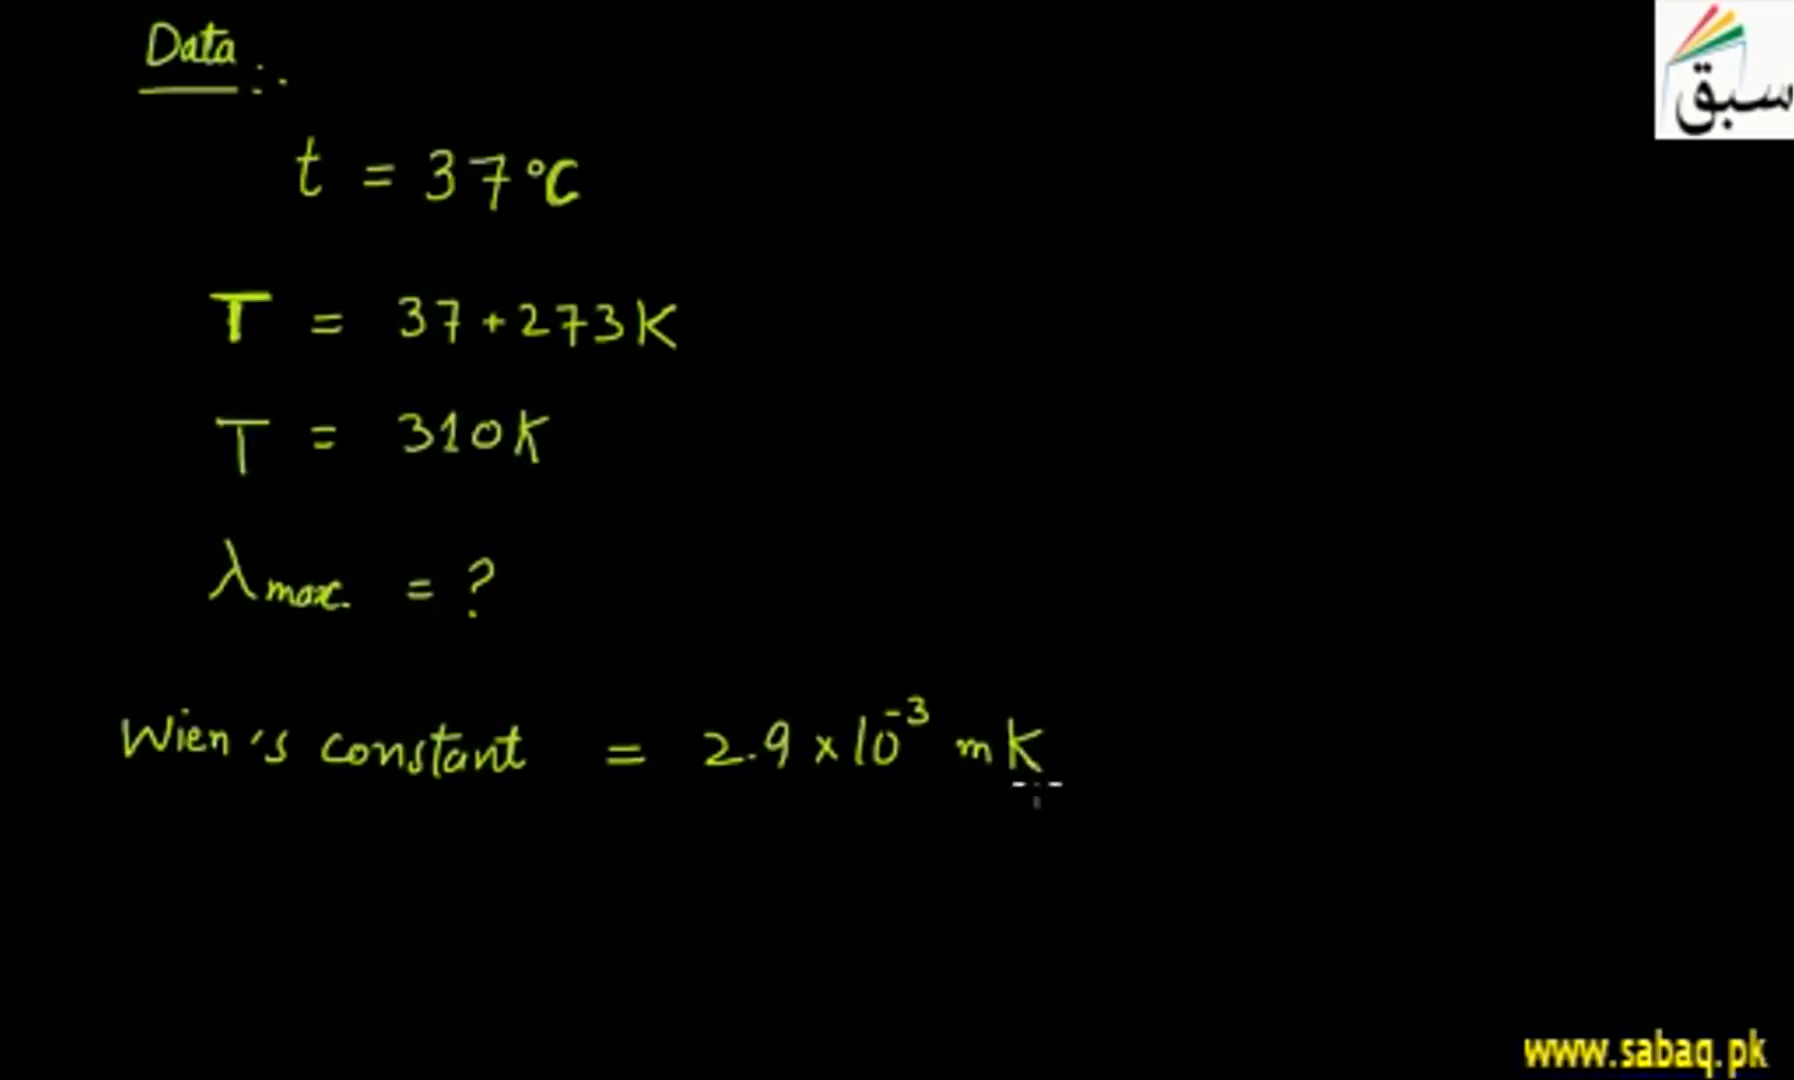 Data :-
سبق
t = 37°C
T = 37+273K
T = 310K
λmax = ?
Wien's constant = 2.9 × 10⁻³ mK
www.sabaq.pk